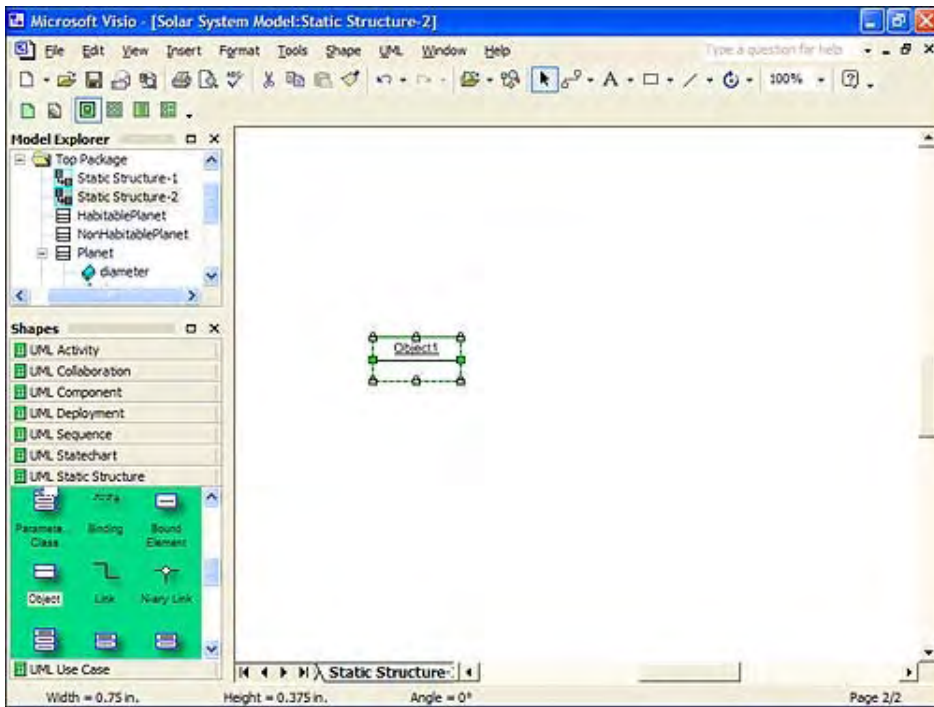 Microsoft Visio - [Solar System Model:Static Structure-2]
File Edit View Insert Format Tools Shape UML Window Help Type a question for help
100%
Model Explorer
Top Package
Static Structure-1
Static Structure-2
HabitablePlanet
NonHabitablePlanet
Planet
diameter
Shapes
UML Activity
UML Collaboration
UML Component
UML Deployment
UML Sequence
UML Statechart
UML Static Structure
Paramete... Class
Binding
Bound Element
Object
Link
N-ary Link
UML Use Case
Object1
Static Structure-
Width = 0.75 in. Height = 0.375 in. Angle = 0° Page 2/2